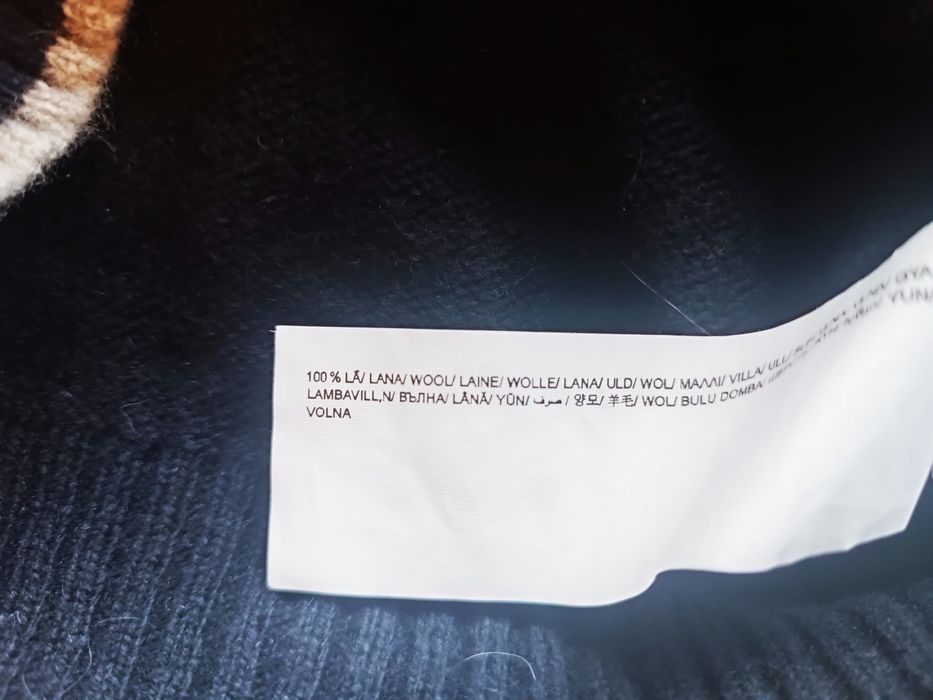 100 % LÃ/ LANA/ WOOL/ LAINE/ WOLLE/ LANA/ ULD/ WOL/ ΜΑΛΛΙ/ VILLA/ ULL/
LAMBAVILL,N/ ВЪЛНА/ LÂNĂ/ YŪN/ صوف / 양모/ 羊毛/ WOL/ BULU DOMBA/
VOLNA